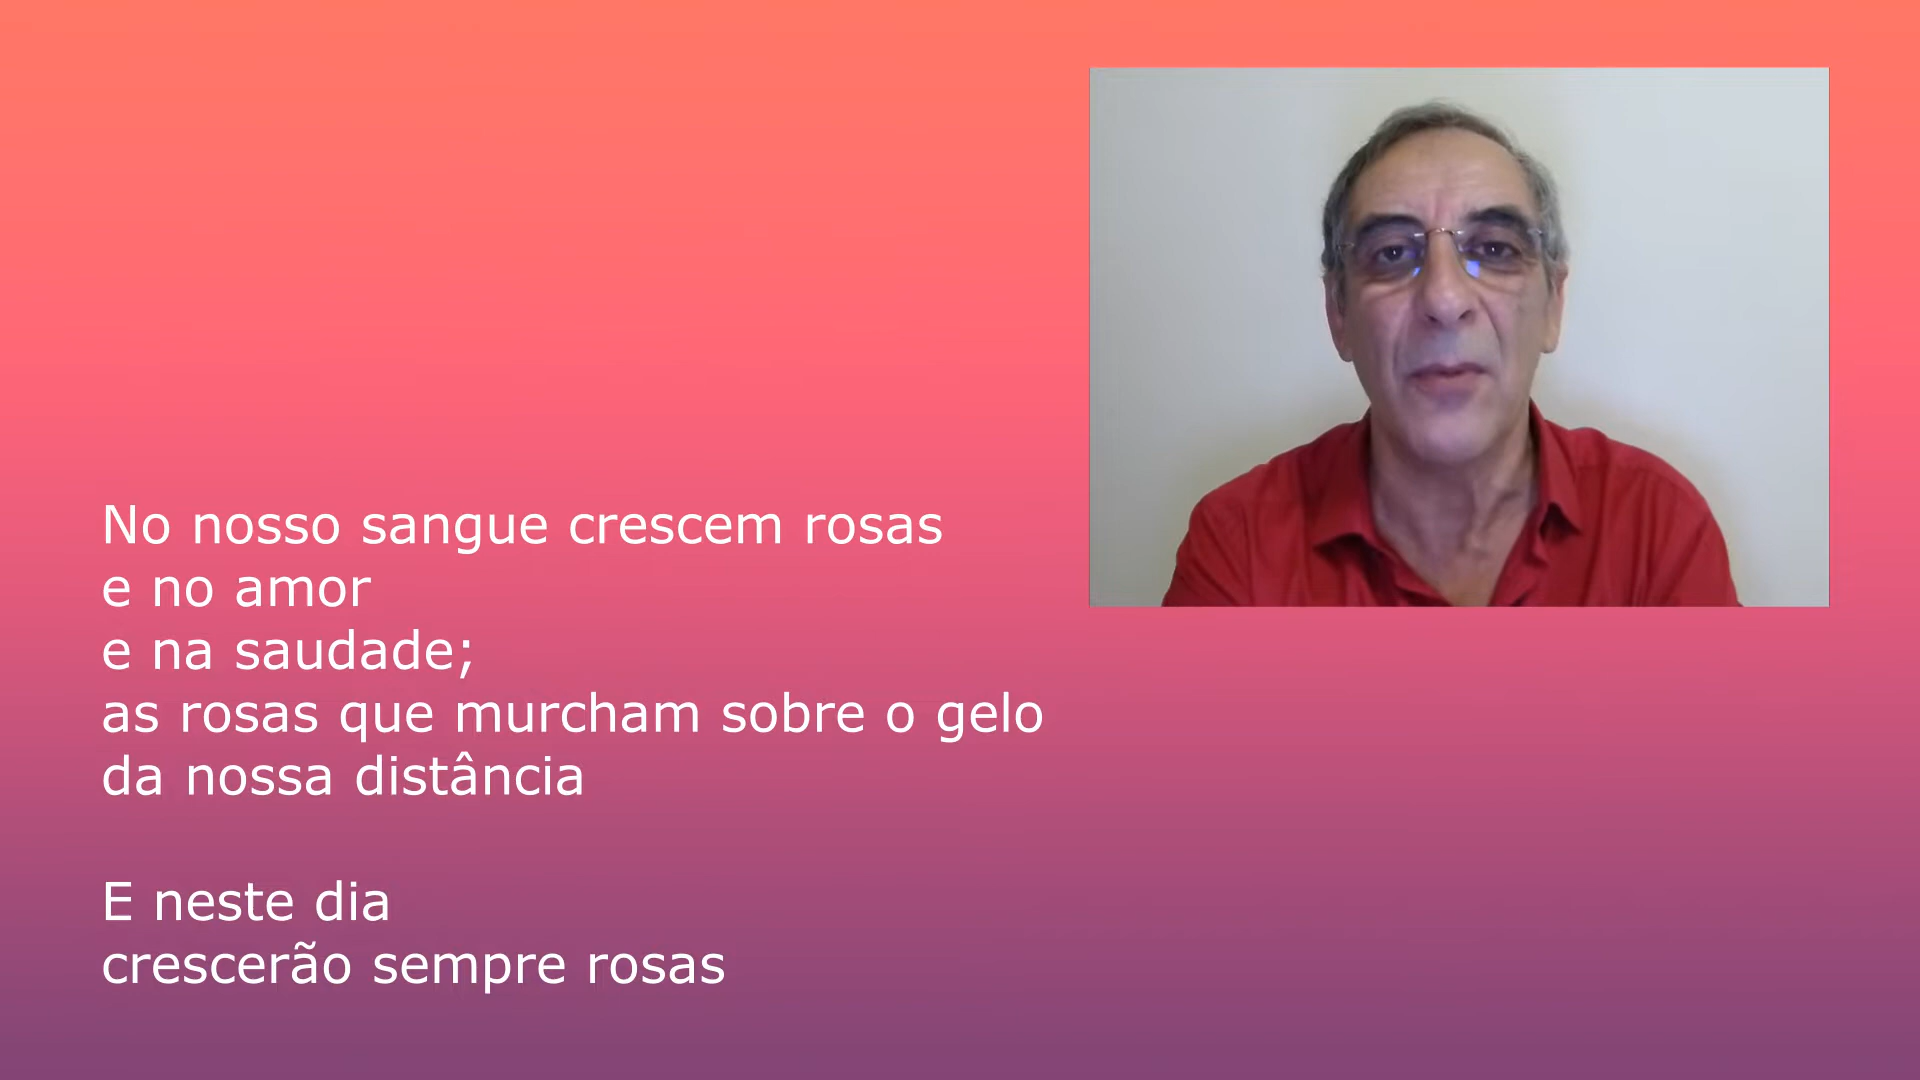 No nosso sangue crescem rosas
e no amor
e na saudade;
as rosas que murcham sobre o gelo
da nossa distância
E neste dia
crescerão sempre rosas